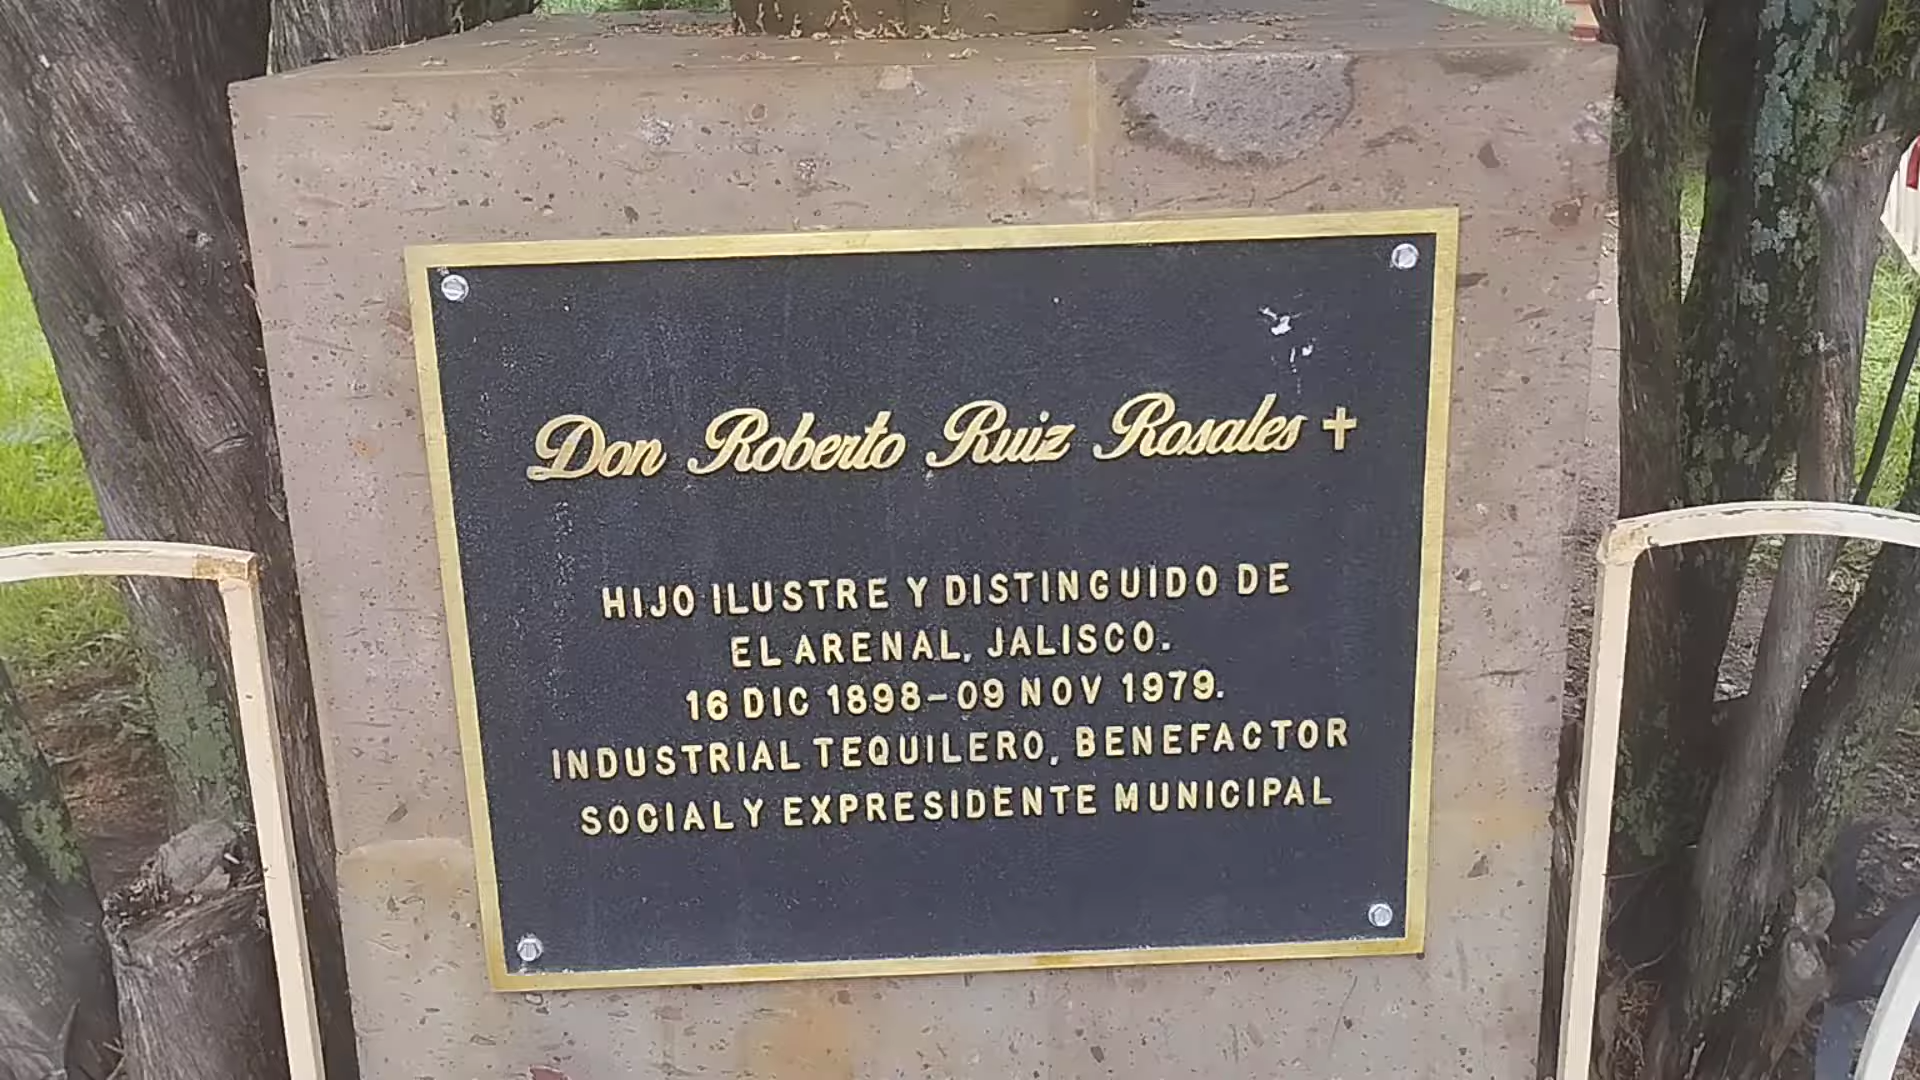 Don Roberto Ruiz Rosales +
HIJO ILUSTRE Y DISTINGUIDO DE
EL ARENAL, JALISCO.
16 DIC 1898-09 NOV 1979.
INDUSTRIAL TEQUILERO, BENEFACTOR
SOCIAL Y EXPRESIDENTE MUNICIPAL